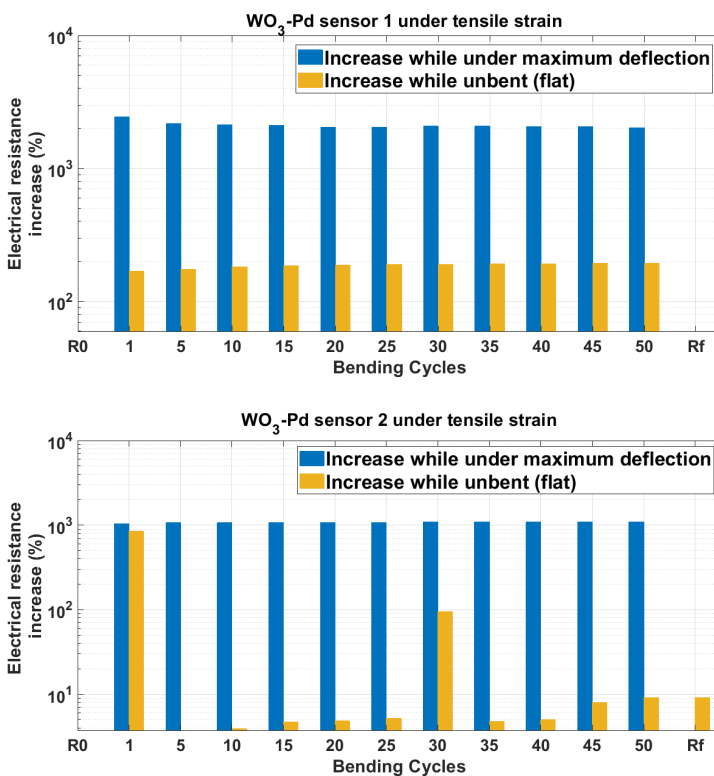 WO3-Pd sensor 1 under tensile strain
Increase while under maximum deflection
Increase while unbent (flat)
Electrical resistance
increase (%)
10^4
10^3
10^2
R0 1 5 10 15 20 25 30 35 40 45 50 Rf
Bending Cycles
WO3-Pd sensor 2 under tensile strain
Increase while under maximum deflection
Increase while unbent (flat)
Electrical resistance
increase (%)
10^4
10^3
10^2
10^1
R0 1 5 10 15 20 25 30 35 40 45 50 Rf
Bending Cycles